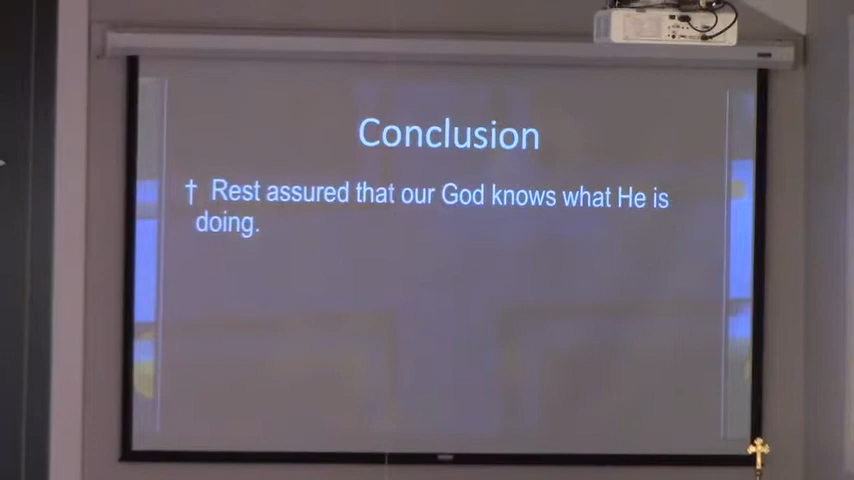 Conclusion
† Rest assured that our God knows what He is
doing.